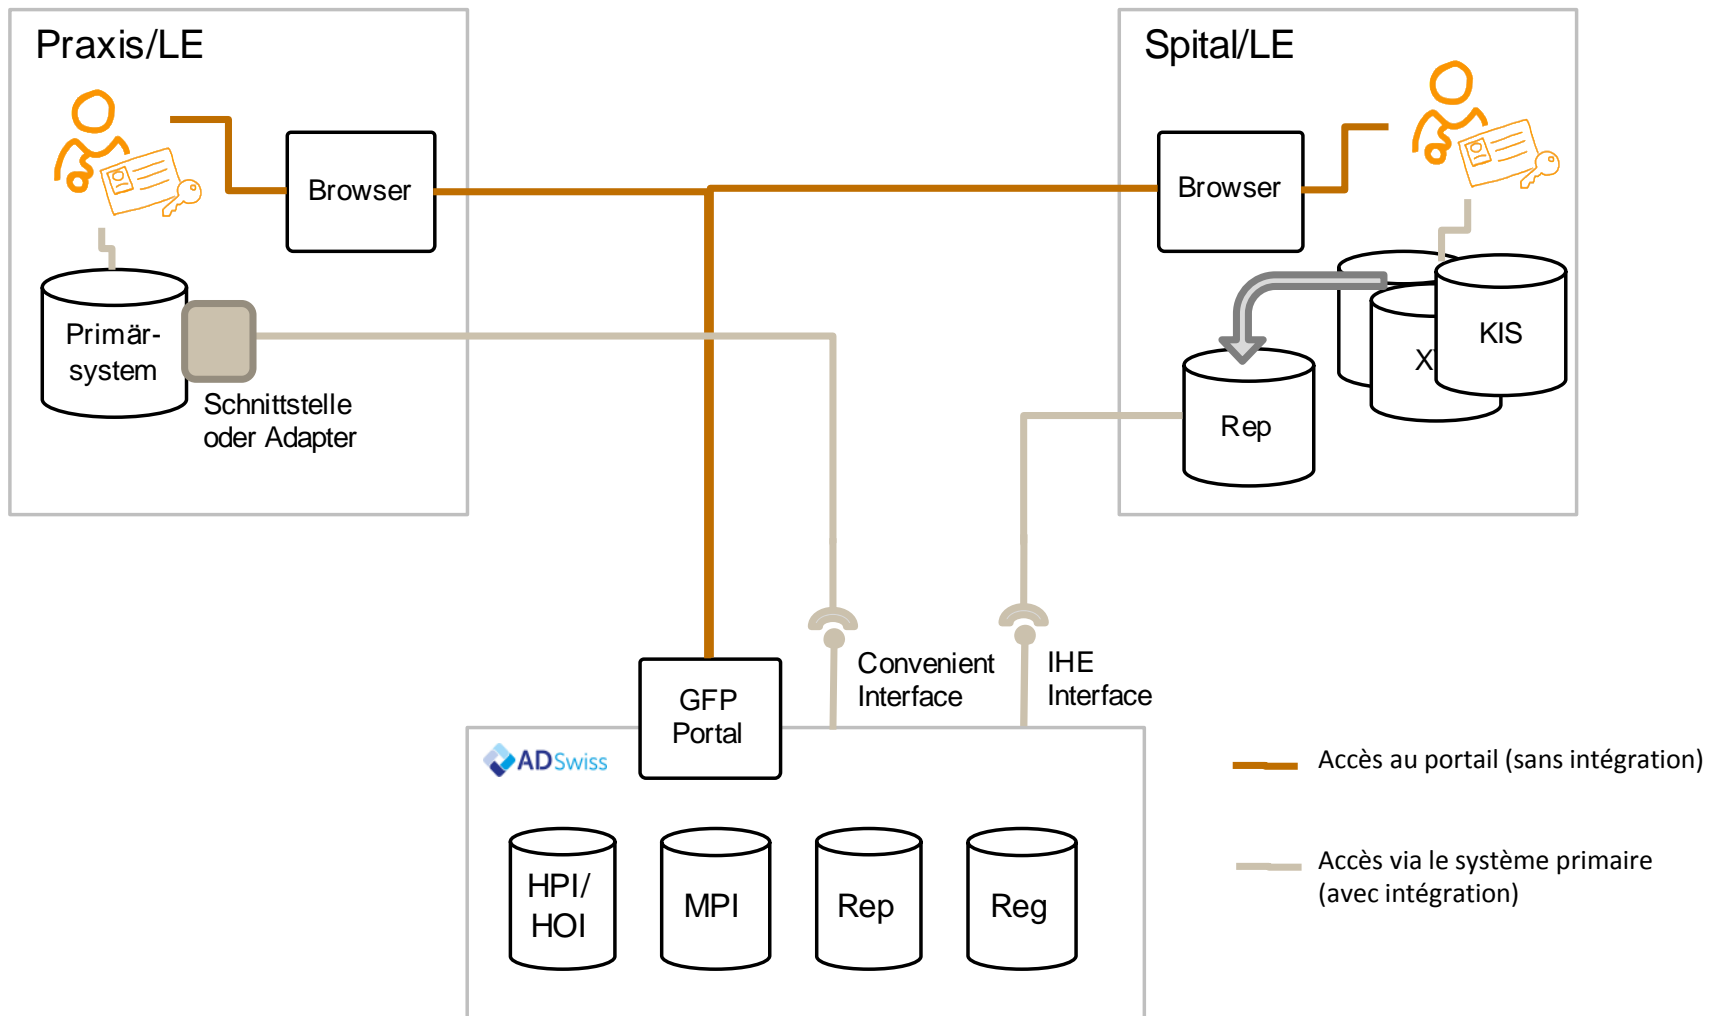 Praxis/LE
Browser
Primär-
system
Schnittstelle
oder Adapter
Spital/LE
Browser
KIS
Rep
Convenient
Interface
IHE
Interface
GFP
Portal
ADSwiss
HPI/
HOI
MPI
Rep
Reg
Accès au portail (sans intégration)
Accès via le système primaire
(avec intégration)